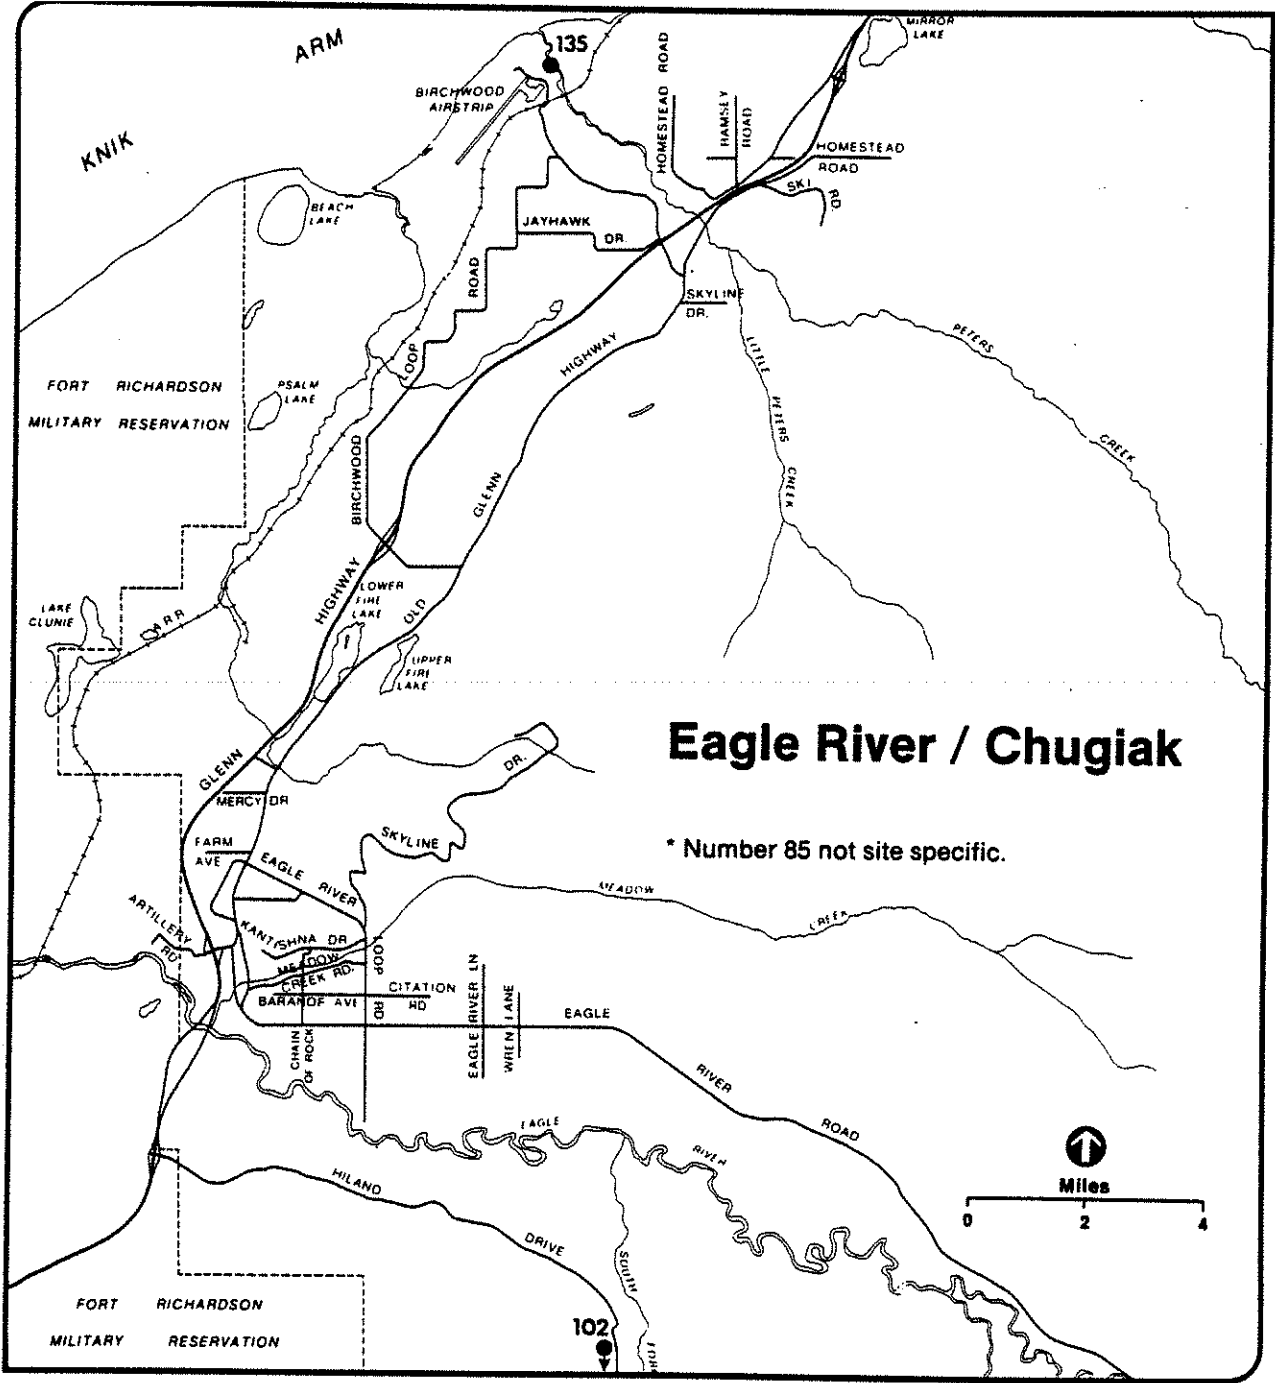 ARM
KNIK
135
BIRCHWOOD
AIRSTRIP
HOMESTEAD ROAD
RAMSEY
ROAD
MIRROR
LAKE
HOMESTEAD
ROAD
SKI
RD.
BEACH
LAKE
JAYHAWK
DR.
ROAD
LOOP
BIRCHWOOD
SKYLINE
DR.
HIGHWAY
GLENN
OLD
LITTLE
PETERS
CREEK
PETERS
CREEK
FORT RICHARDSON
MILITARY RESERVATION
PSALM
LAKE
HIGHWAY
LOWER
FIRE
LAKE
UPPER
FIRE
LAKE
LAKE
CLUNIE
ARR
GLENN
Eagle River / Chugiak
* Number 85 not site specific.
MERCY DR
DR.
SKYLINE
FARM
AVE
EAGLE
RIVER
LOOP
RD
ARTILLERY
RD
KANTISHNA DR
MEADOW
CREEK RD.
BARANOF AVE
CITATION
RD
MEADOW
CREEK
CHAIN
OF ROCK
EAGLE RIVER LN
WREN LANE
EAGLE
RIVER
ROAD
EAGLE
RIVER
HILAND
DRIVE
SOUTH
FORK
102
Miles
0 2 4
FORT RICHARDSON
MILITARY RESERVATION